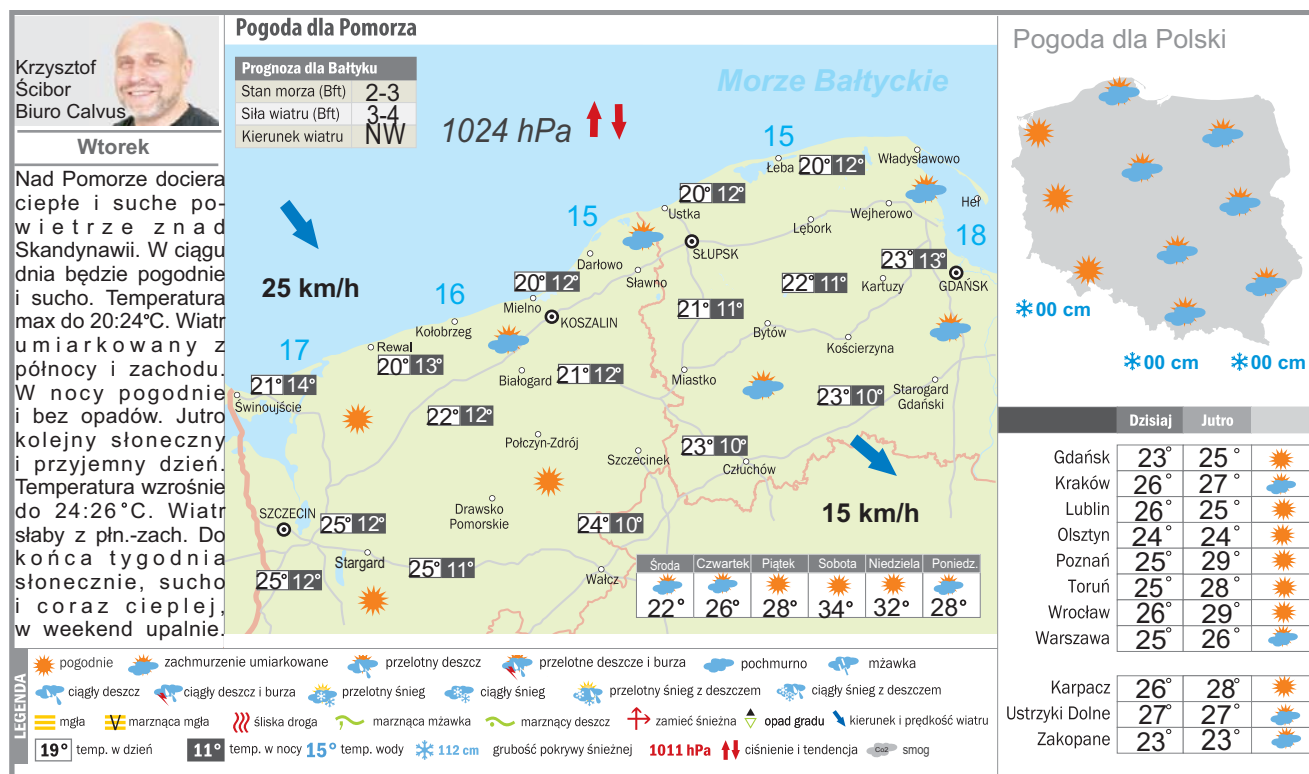 Krzysztof
Ścibor
Biuro Calvus
Wtorek
Nad Pomorze dociera
ciepłe i suche po-
wietrze znad
Skandynawii. W ciągu
dnia będzie pogodnie
i sucho. Temperatura
max do 20:24°C. Wiatr
umiarkowany z
północy i zachodu.
W nocy pogodnie
i bez opadów. Jutro
kolejny słoneczny
i przyjemny dzień.
Temperatura wzrośnie
do 24:26°C. Wiatr
słaby z płn.-zach. Do
końca tygodnia
słonecznie, sucho
i coraz cieplej,
w weekend upalnie.
Pogoda dla Pomorza
Prognoza dla Bałtyku
Stan morza (Bft) 2-3
Siła wiatru (Bft) 3-4
Kierunek wiatru NW
Morze Bałtyckie
1024 hPa
15
Łeba 20° 12°
Władysławowo
20° 12°
Ustka
Hel
Wejherowo
Lębork
15
18
SŁUPSK
Darłowo
23° 13°
GDAŃSK
20° 12°
Sławno
22° 11°
Kartuzy
25 km/h
16
Mielno
KOSZALIN
21° 11°
Bytów
Kołobrzeg
Kościerzyna
17
Rewal
20° 13°
Białogard
21° 12°
Miastko
21° 14°
Świnoujście
Starogard
Gdański
23° 10°
22° 12°
Połczyn-Zdrój
23° 10°
Szczecinek
Człuchów
Drawsko
Pomorskie
15 km/h
SZCZECIN
25° 12°
24° 10°
Stargard
25° 11°
Wałcz
25° 12°
Środa Czwartek Piątek Sobota Niedziela Poniedz.
22° 26° 28° 34° 32° 28°
Pogoda dla Polski
00 cm
00 cm 00 cm
Dzisiaj Jutro
Gdańsk 23° 25°
Kraków 26° 27°
Lublin 26° 25°
Olsztyn 24° 24°
Poznań 25° 29°
Toruń 25° 28°
Wrocław 26° 29°
Warszawa 25° 26°
Karpacz 26° 28°
Ustrzyki Dolne 27° 27°
Zakopane 23° 23°
LEGENDA
pogodnie zachmurzenie umiarkowane przelotny deszcz przelotne deszcze i burza pochmurno mżawka
ciągły deszcz ciągły deszcz i burza przelotny śnieg ciągły śnieg przelotny śnieg z deszczem ciągły śnieg z deszczem
mgła marznąca mgła śliska droga marznąca mżawka marznący deszcz zamieć śnieżna opad gradu kierunek i prędkość wiatru
19° temp. w dzień 11° temp. w nocy 15° temp. wody 112 cm grubość pokrywy śnieżnej 1011 hPa ciśnienie i tendencja Co2 smog